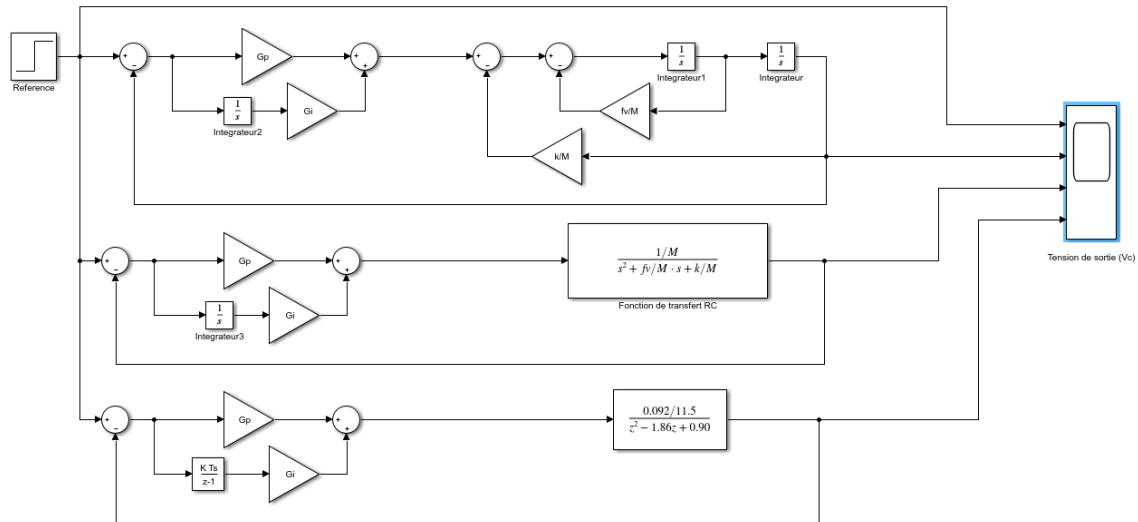 Reference
+
−
Gp
1
s
Integrateur2
Gi
+
+
+
−
+
−
1
s
Integrateur1
1
s
Integrateur
fv/M
k/M
Tension de sortie (Vc)
+
−
Gp
1
s
Integrateur3
Gi
+
+
1/M
s² + fv/M · s + k/M
Fonction de transfert RC
+
−
Gp
K Ts
z-1
Gi
+
+
0.092/11.5
z² − 1.86z + 0.90